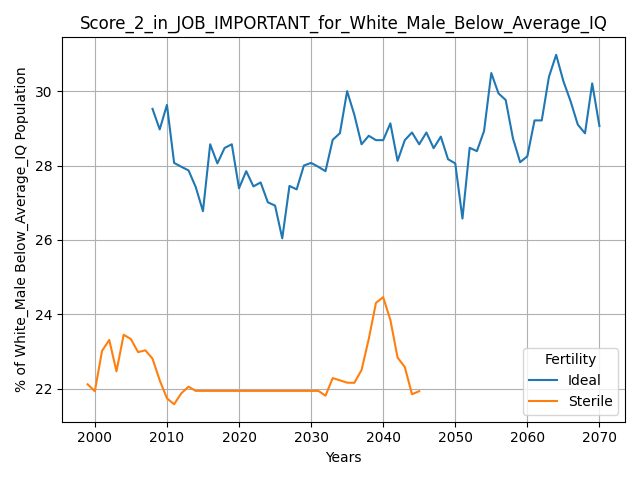 Score_2_in_JOB_IMPORTANT_for_White_Male_Below_Average_IQ
% of White_Male Below_Average_IQ Population
30
28
26
24
22
Fertility
Ideal
Sterile
2000 2010 2020 2030 2040 2050 2060 2070
Years